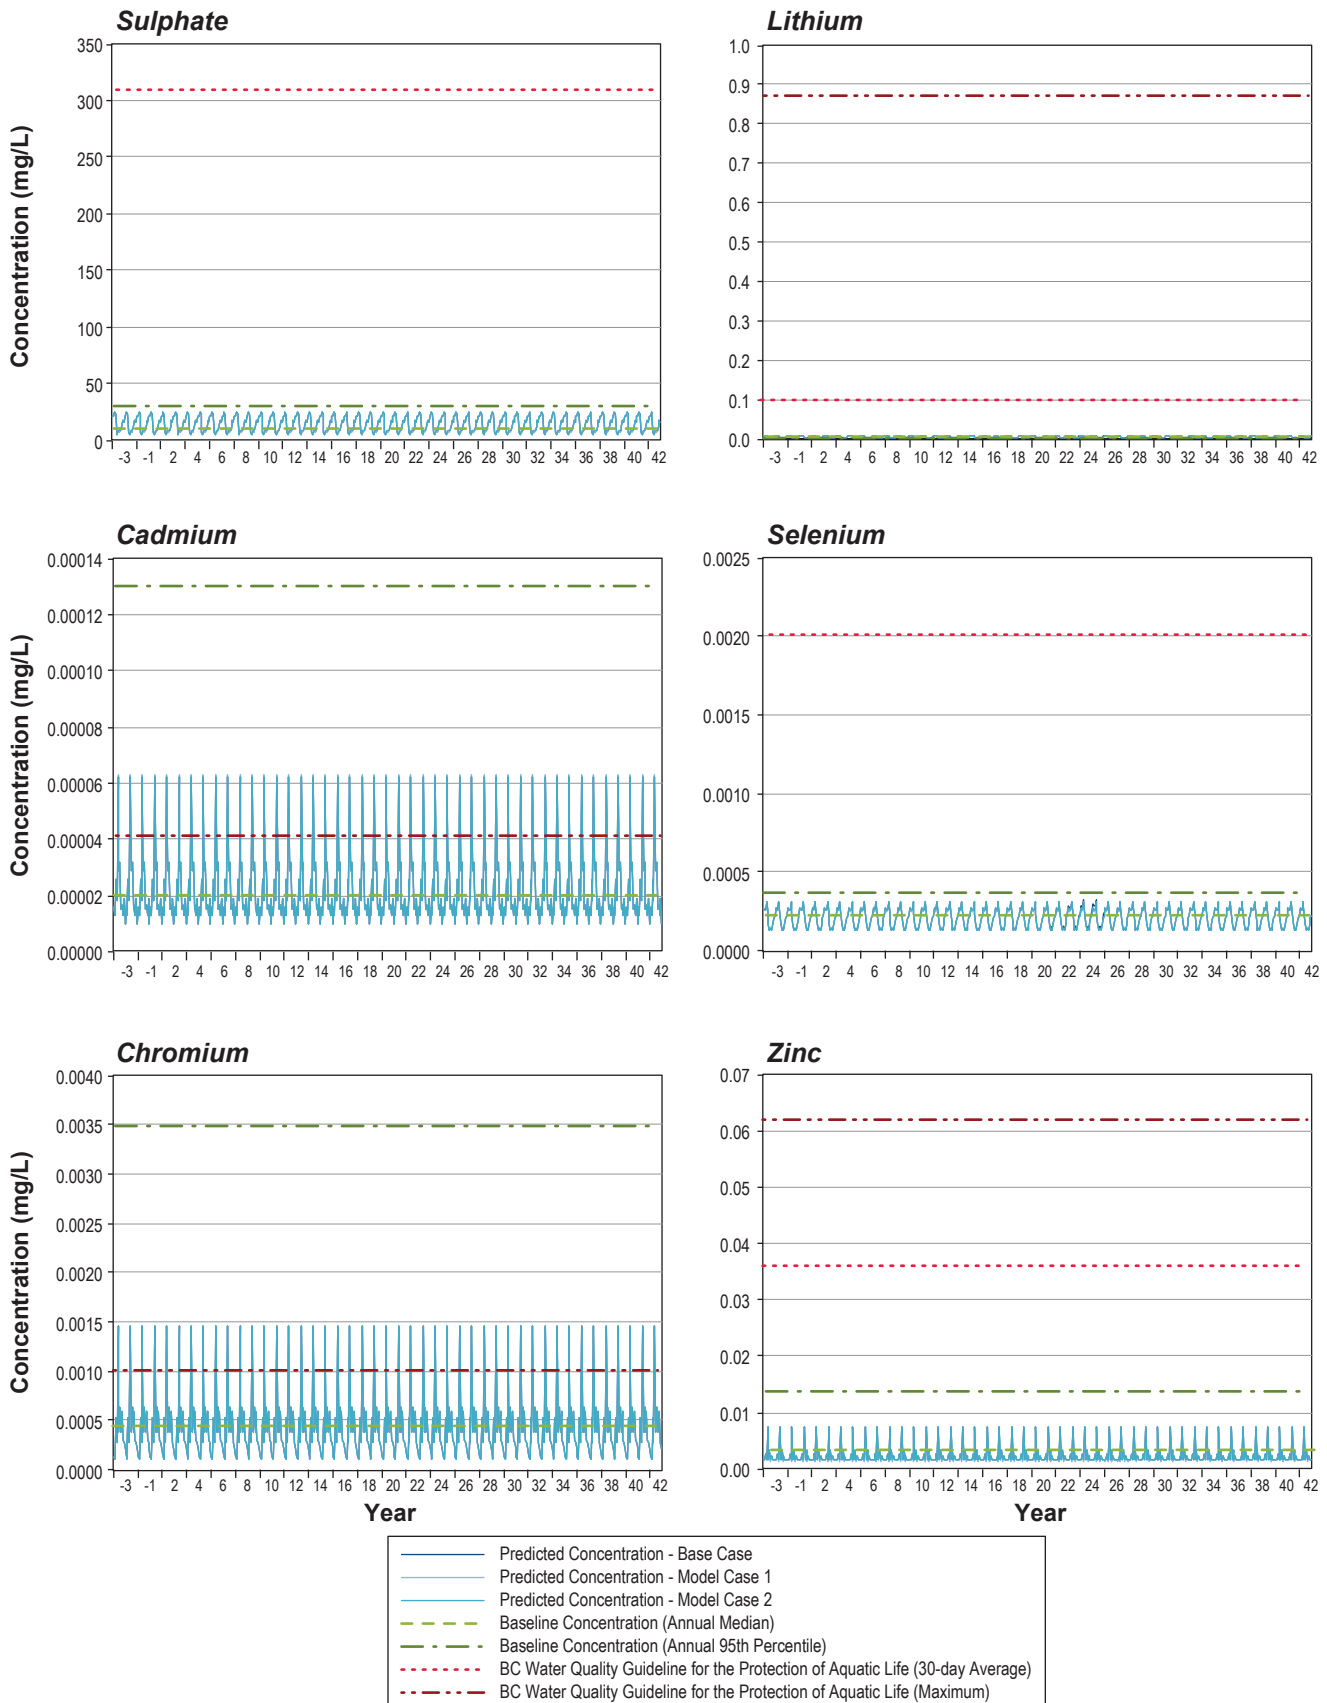 Sulphate
Concentration (mg/L)
350
300
250
200
150
100
50
0
-3 -1 2 4 6 8 10 12 14 16 18 20 22 24 26 28 30 32 34 36 38 40 42
Lithium
1.0
0.9
0.8
0.7
0.6
0.5
0.4
0.3
0.2
0.1
0.0
-3 -1 2 4 6 8 10 12 14 16 18 20 22 24 26 28 30 32 34 36 38 40 42
Cadmium
Concentration (mg/L)
0.00014
0.00012
0.00010
0.00008
0.00006
0.00004
0.00002
0.00000
-3 -1 2 4 6 8 10 12 14 16 18 20 22 24 26 28 30 32 34 36 38 40 42
Selenium
0.0025
0.0020
0.0015
0.0010
0.0005
0.0000
-3 -1 2 4 6 8 10 12 14 16 18 20 22 24 26 28 30 32 34 36 38 40 42
Chromium
Concentration (mg/L)
0.0040
0.0035
0.0030
0.0025
0.0020
0.0015
0.0010
0.0005
0.0000
-3 -1 2 4 6 8 10 12 14 16 18 20 22 24 26 28 30 32 34 36 38 40 42
Year
Zinc
0.07
0.06
0.05
0.04
0.03
0.02
0.01
0.00
-3 -1 2 4 6 8 10 12 14 16 18 20 22 24 26 28 30 32 34 36 38 40 42
Year
Predicted Concentration - Base Case
Predicted Concentration - Model Case 1
Predicted Concentration - Model Case 2
Baseline Concentration (Annual Median)
Baseline Concentration (Annual 95th Percentile)
BC Water Quality Guideline for the Protection of Aquatic Life (30-day Average)
BC Water Quality Guideline for the Protection of Aquatic Life (Maximum)